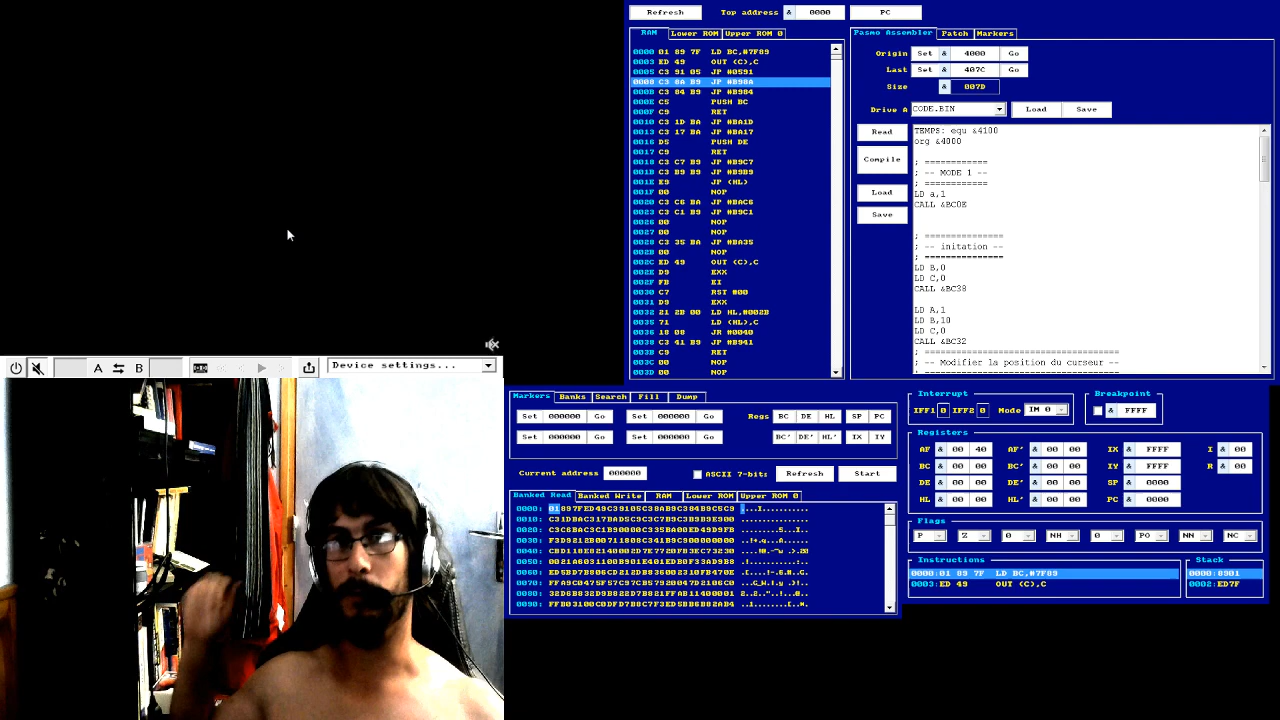 Refresh Top address & 0000 PC
RAM Lower ROM Upper ROM 0
0000 01 89 7F LD BC,#7F89
0003 ED 49 OUT (C),C
0005 C3 91 05 JP #0591
0008 C3 8A B9 JP #B98A
000B C3 84 B9 JP #B984
000E C5 PUSH BC
000F C9 RET
0010 C3 1D BA JP #BA1D
0013 C3 17 BA JP #BA17
0016 D5 PUSH DE
0017 C9 RET
0018 C3 C7 B9 JP #B9C7
001B C3 B9 B9 JP #B9B9
001E E9 JP (HL)
001F 00 NOP
0020 C3 C6 BA JP #BAC6
0023 C3 C1 B9 JP #B9C1
0026 00 NOP
0027 00 NOP
0028 C3 35 BA JP #BA35
002B 00 NOP
002C ED 49 OUT (C),C
002E D9 EXX
002F FB EI
0030 C7 RST #00
0031 D9 EXX
0032 21 2B 00 LD HL,#002B
0035 71 LD (HL),C
0036 18 08 JR #0040
0038 C3 41 B9 JP #B941
003B C9 RET
003C 00 NOP
003D 00 NOP
Pasmo Assembler Patch Markers
Origin Set & 4000 Go
Last Set & 407C Go
Size & 007D
Drive A CODE.BIN Load Save
Read
Compile
Load
Save
TEMPS: equ &4100
org &4000
; ============
; -- MODE 1 --
; ============
LD a,1
CALL &BC0E
; ===============
; -- initation --
; ===============
LD B,0
LD C,0
CALL &BC38
LD A,1
LD B,10
LD C,0
CALL &BC32
; ==================================
; -- Modifier la position du curseur --
A B Device settings...
Markers Banks Search Fill Dump
Set 000000 Go Set 000000 Go Regs BC DE HL SP PC
Set 000000 Go Set 000000 Go BC' DE' HL' IX IY
Current address 000000 ASCII 7-bits Refresh Start
Banked Read Banked Write RAM Lower ROM Upper ROM 0
0000: 01897FED49C39105C38AB9C384B9C5C9
0010: C31DBAC317BAD5C9C3C7B9C3B9B9E900
0020: C3C6BAC3C1B90000C335BA00ED49D9FB
0030: C7D9212B00711808C341B9C900000000
Interrupt
IFF1 0 IFF2 0 Mode IM 0
Breakpoint
& FFFF
Registers
AF & 00 40 AF' & 00 00 IX & FFFF I & 00
BC & 00 00 BC' & 00 00 IY & FFFF R & 00
DE & 00 00 DE' & 00 00 SP & 0000
HL & 00 00 HL' & 00 00 PC & 0000
Flags
P Z 0 NH 0 PO NN NC
Instructions
0000:01 89 7F LD BC,#7F89
0003:ED 49 OUT (C),C
Stack
0000:8901
0002:ED7F